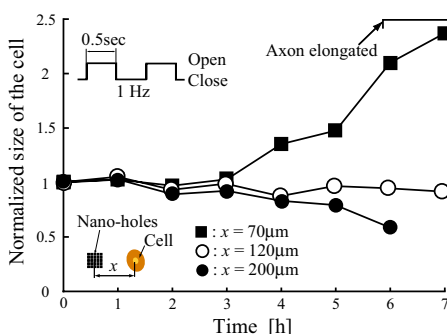 2.5
2
1.5
1
0.5
0
Normalized size of the cell
0.5sec
Open
Close
1 Hz
Axon elongated
Nano-holes
Cell
x
: x = 70μm
: x = 120μm
: x = 200μm
0 1 2 3 4 5 6 7
Time [h]